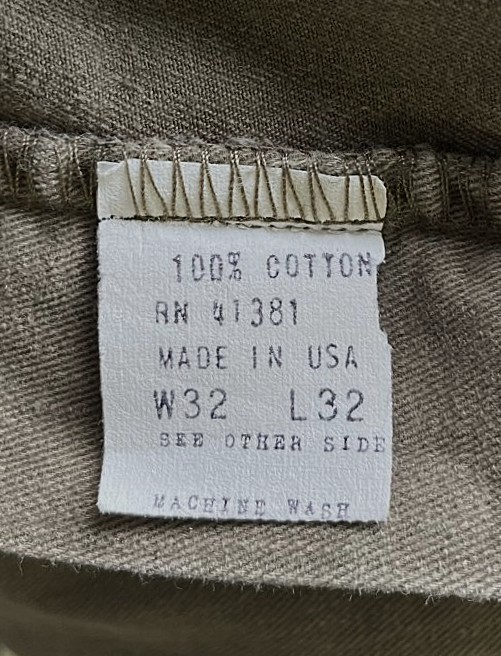 100% COTTON
RN 41381
MADE IN USA
W32 L32
SEE OTHER SIDE
MACHINE WASH